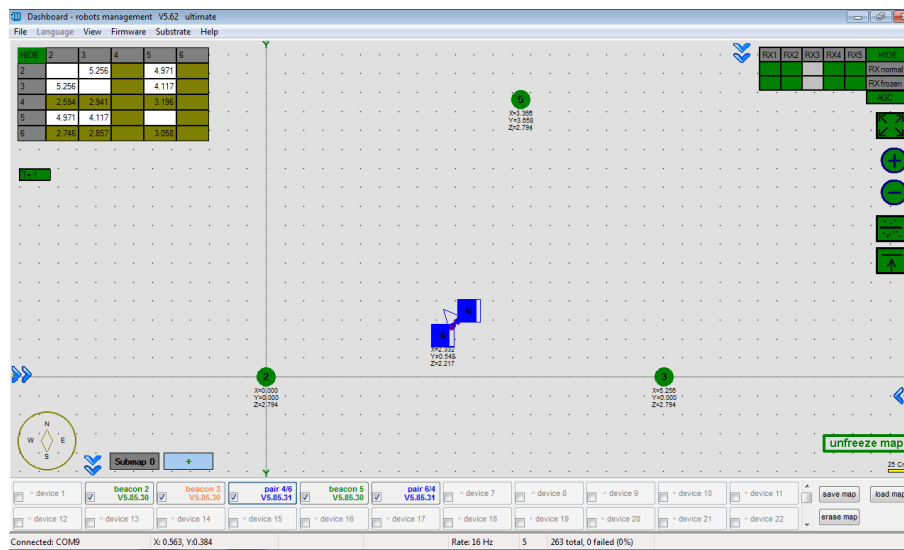 Dashboard - robots management V5.62 ultimate
File Language View Firmware Substrate Help
HIDE 2 3 4 5 6
2 5.256 4.971
3 5.256 4.117
4 2.594 2.941 3.196
5 4.971 4.117
6 2.746 2.857 3.058
T= 1
Y
RX1 RX2 RX3 RX4 RX5 HIDE
RX normal
RX frozen
AGC
5
X=3.366
Y=3.658
Z=2.794
6
4
X=2.332
Y=0.548
Z=2.217
2
X=0.000
Y=0.000
Z=2.794
3
X=5.256
Y=0.000
Z=2.794
N
W E
S
Submap 0 +
Y
unfreeze map
device 1
beacon 2
V5.85.30
beacon 3
V5.85.30
pair 4/6
V5.85.31
beacon 5
V5.85.30
pair 6/4
V5.85.31
device 7
device 8
device 9
device 10
device 11
save map
load map
device 12
device 13
device 14
device 15
device 16
device 17
device 18
device 19
device 20
device 21
device 22
erase map
Connected: COM9 X: 0.563, Y:0.384 Rate: 16 Hz 5 263 total, 0 failed (0%)